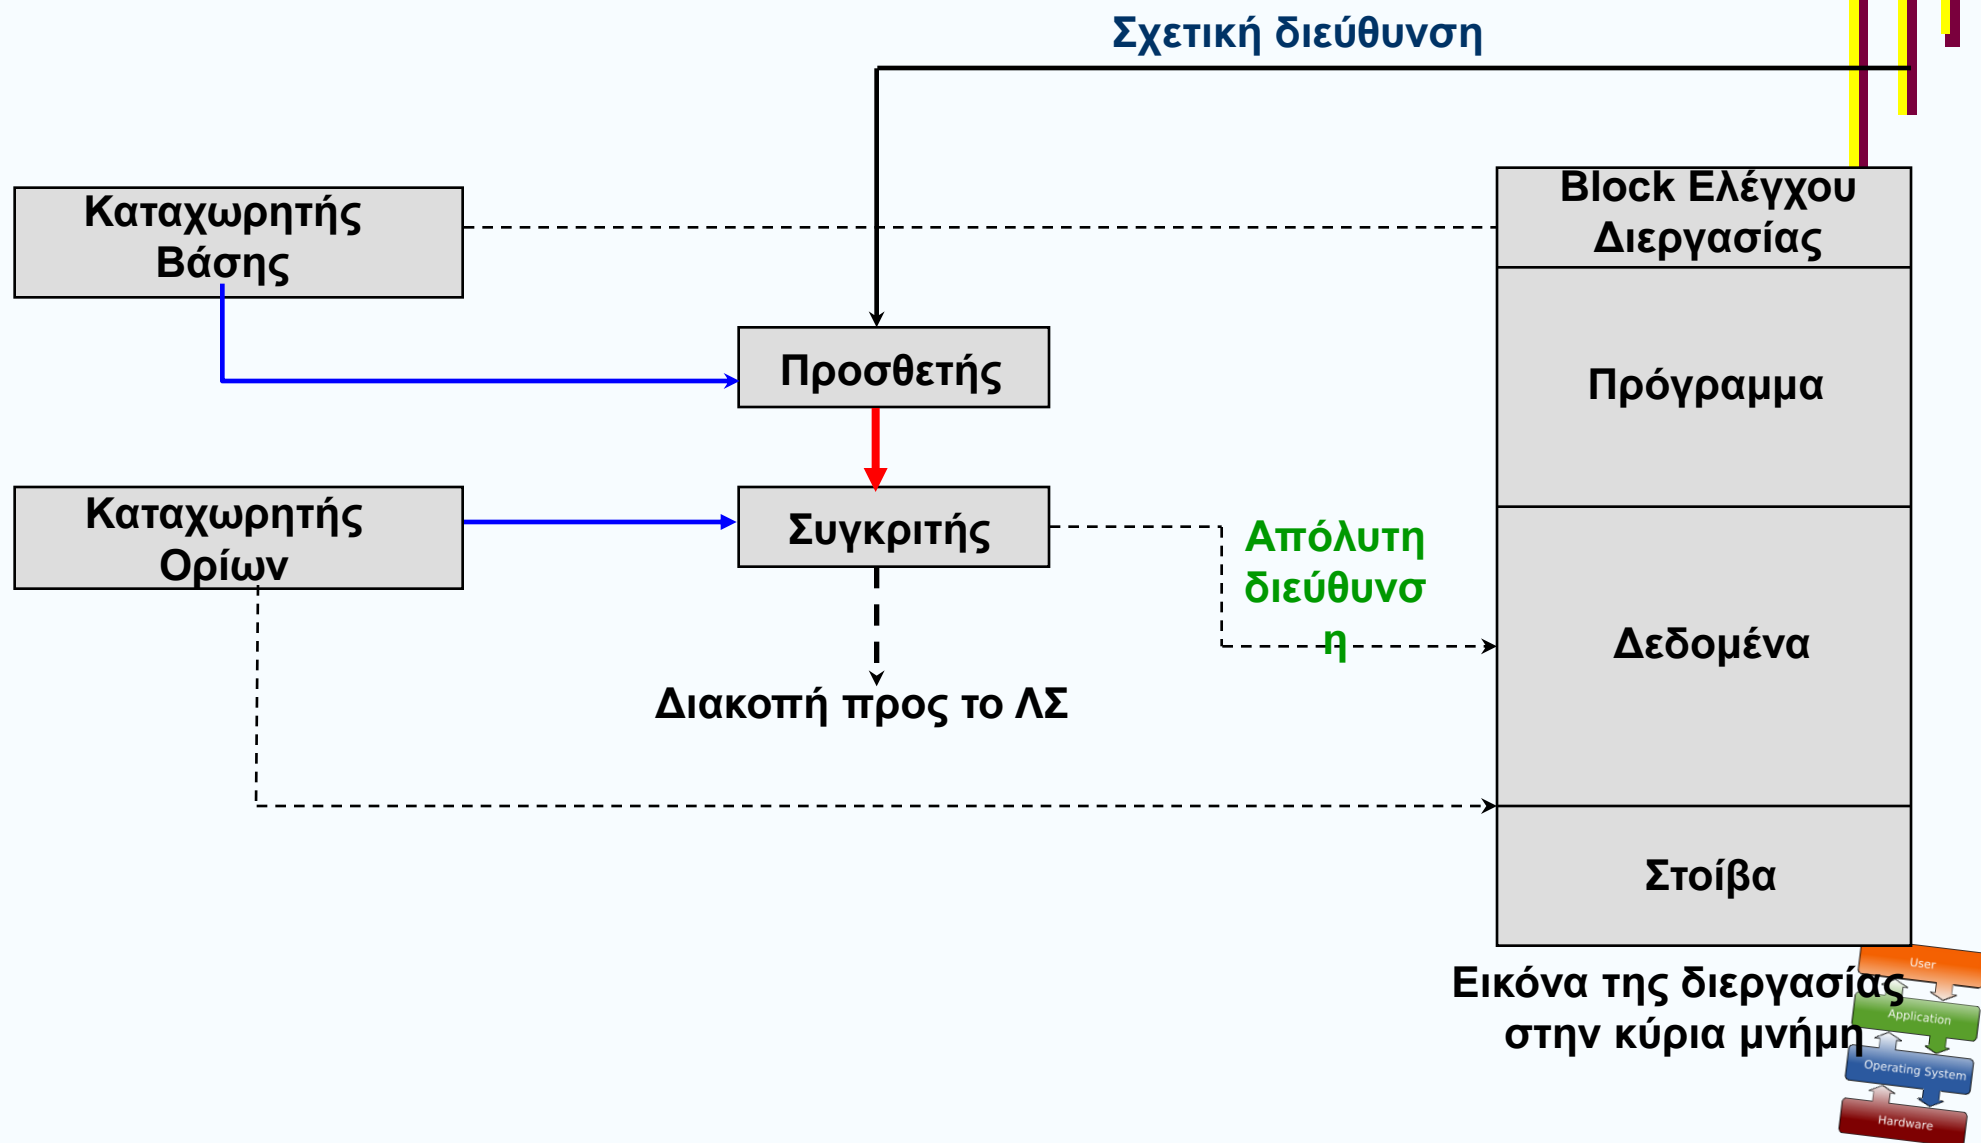 Σχετική διεύθυνση
Καταχωρητής
Βάσης
Block Ελέγχου
Διεργασίας
Προσθετής
Πρόγραμμα
Καταχωρητής
Ορίων
Συγκριτής
Απόλυτη
διεύθυνσ
η
Δεδομένα
Διακοπή προς το ΛΣ
Στοίβα
Εικόνα της διεργασίας
στην κύρια μνήμη
User
Application
Operating System
Hardware